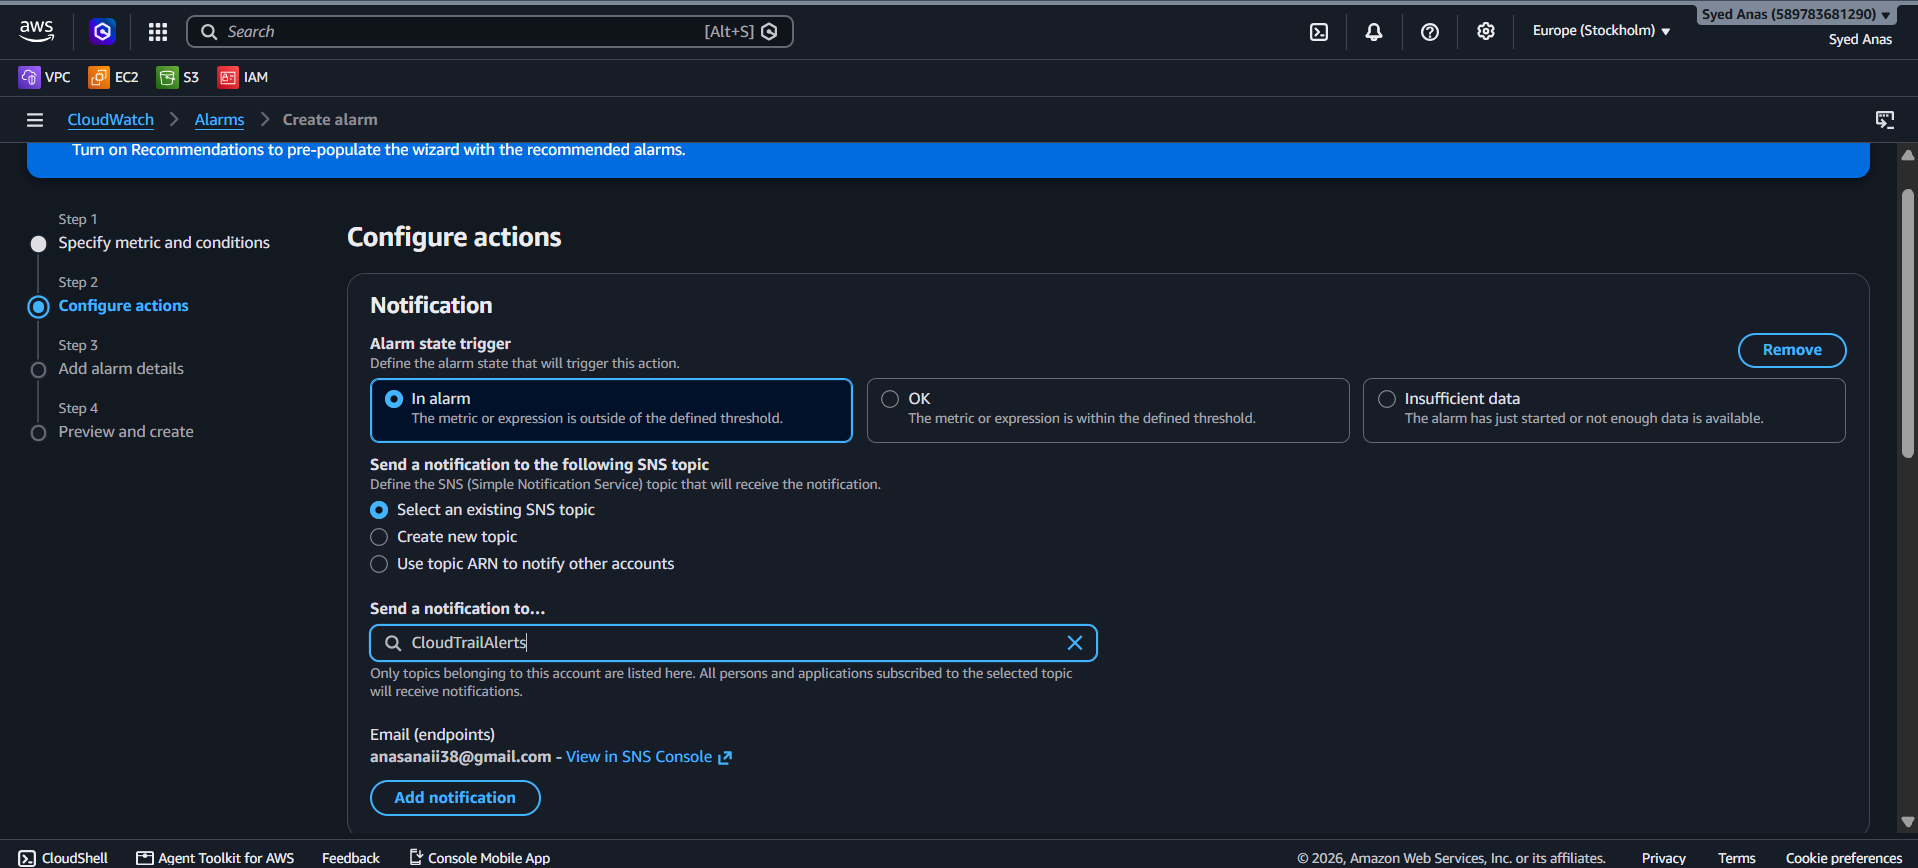 aws
Search
[Alt+S]
Europe (Stockholm)
Syed Anas (589783681290)
Syed Anas
VPC
EC2
S3
IAM
CloudWatch
Alarms
Create alarm
Turn on Recommendations to pre-populate the wizard with the recommended alarms.
Step 1
Specify metric and conditions
Step 2
Configure actions
Step 3
Add alarm details
Step 4
Preview and create
Configure actions
Notification
Alarm state trigger
Define the alarm state that will trigger this action.
Remove
In alarm
The metric or expression is outside of the defined threshold.
OK
The metric or expression is within the defined threshold.
Insufficient data
The alarm has just started or not enough data is available.
Send a notification to the following SNS topic
Define the SNS (Simple Notification Service) topic that will receive the notification.
Select an existing SNS topic
Create new topic
Use topic ARN to notify other accounts
Send a notification to…
CloudTrailAlerts
Only topics belonging to this account are listed here. All persons and applications subscribed to the selected topic
will receive notifications.
Email (endpoints)
anasanaii38@gmail.com - View in SNS Console
Add notification
CloudShell
Agent Toolkit for AWS
Feedback
Console Mobile App
© 2026, Amazon Web Services, Inc. or its affiliates.
Privacy
Terms
Cookie preferences